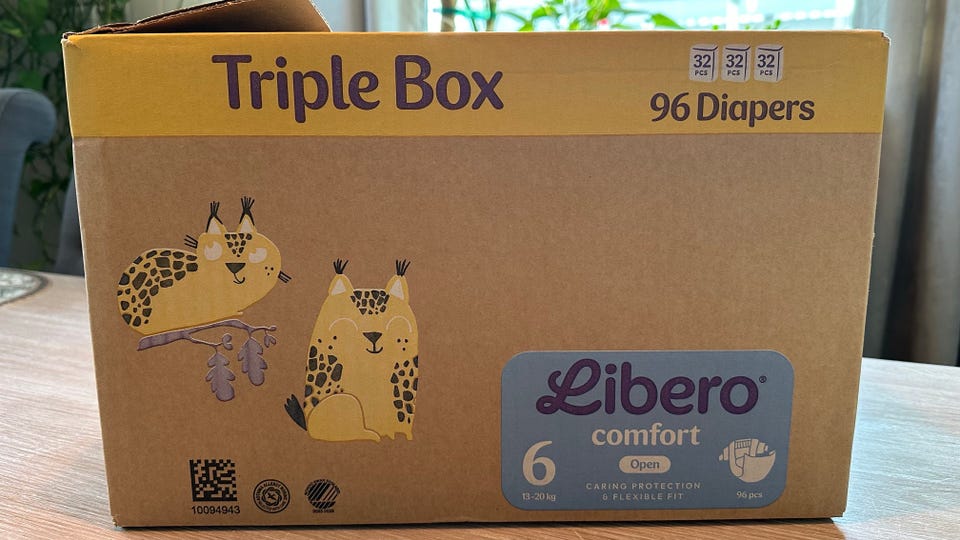 Triple Box
32 PCS 32 PCS 32 PCS
96 Diapers
Libero®
comfort
Open
6
13-20 kg
CARING PROTECTION
& FLEXIBLE FIT
96 pcs
10094943